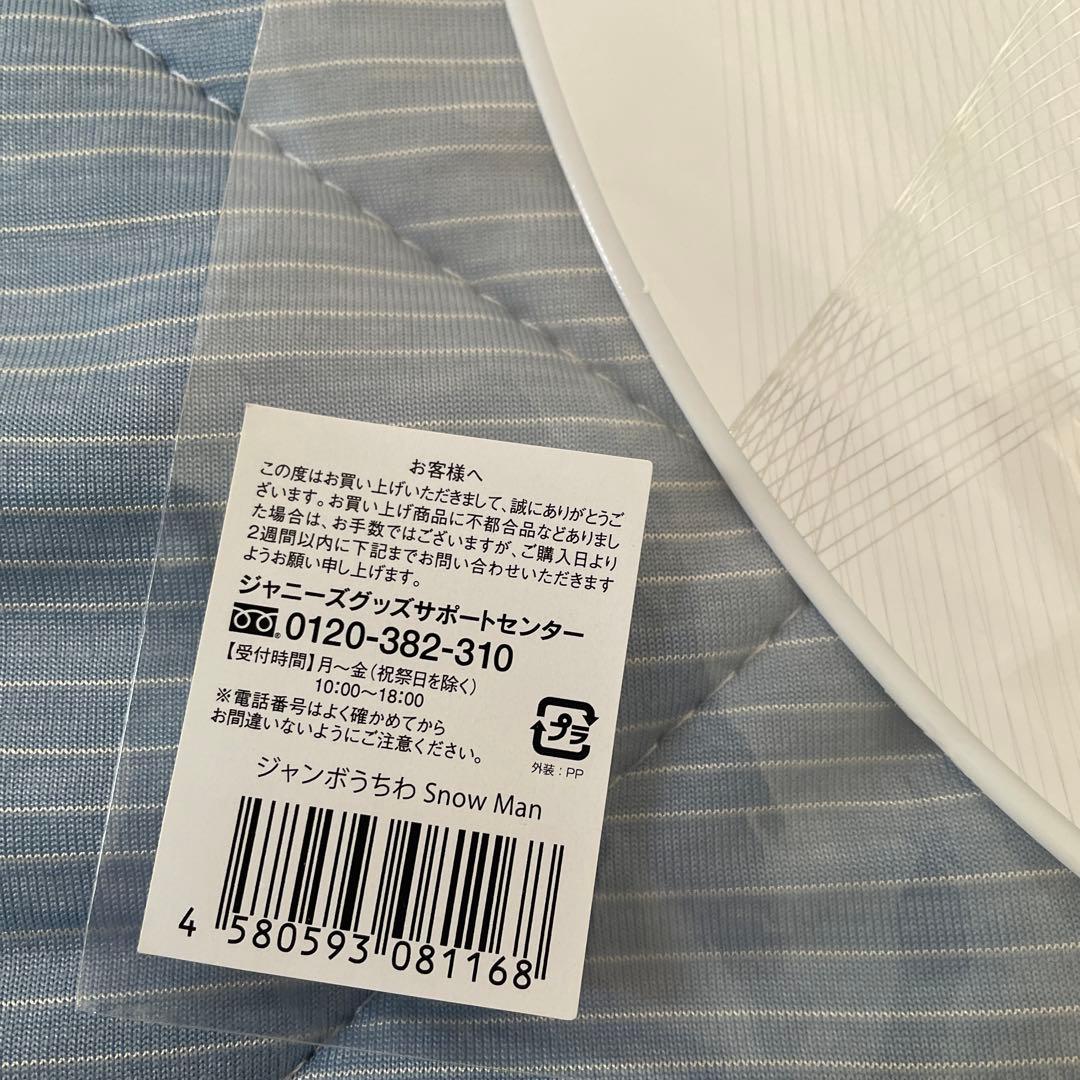 お客様へ
この度はお買い上げいただきまして、誠にありがとうご
ざいます。お買い上げ商品に不都合品などありまし
た場合は、お手数ではございますが、ご購入日より
2週間以内に下記までお問い合わせいただきます
ようお願い申し上げます。
ジャニーズグッズサポートセンター
0120-382-310
【受付時間】月〜金(祝祭日を除く)
10:00〜18:00
※電話番号はよく確かめてから
お間違いないようにご注意ください。
プラ
外装:PP
ジャンボうちわ Snow Man
4 580593 081168